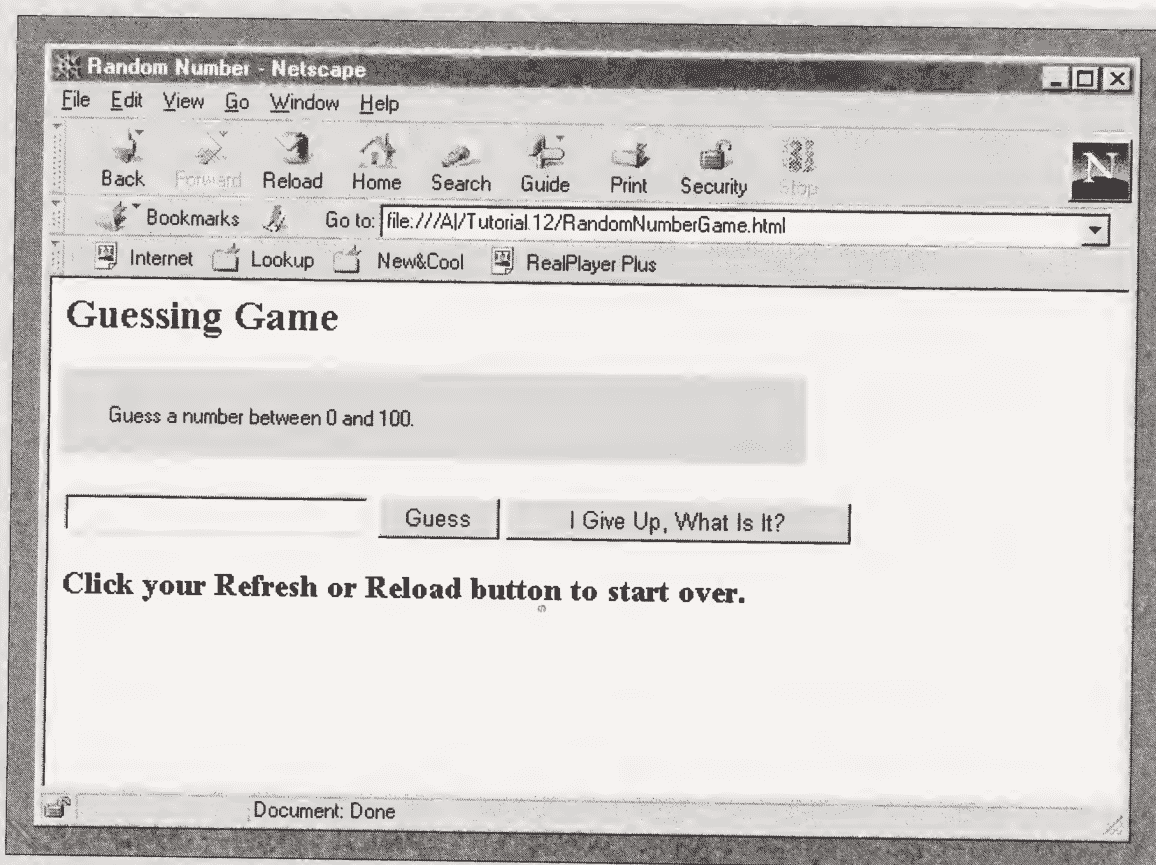 Random Number - Netscape
File Edit View Go Window Help
N
Back Forward Reload Home Search Guide Print Security Stop
Bookmarks Go to: file:///A|/Tutorial.12/RandomNumberGame.html
Internet Lookup New&Cool RealPlayer Plus
Guessing Game
Guess a number between 0 and 100.
Guess I Give Up, What Is It?
Click your Refresh or Reload button to start over.
Document: Done